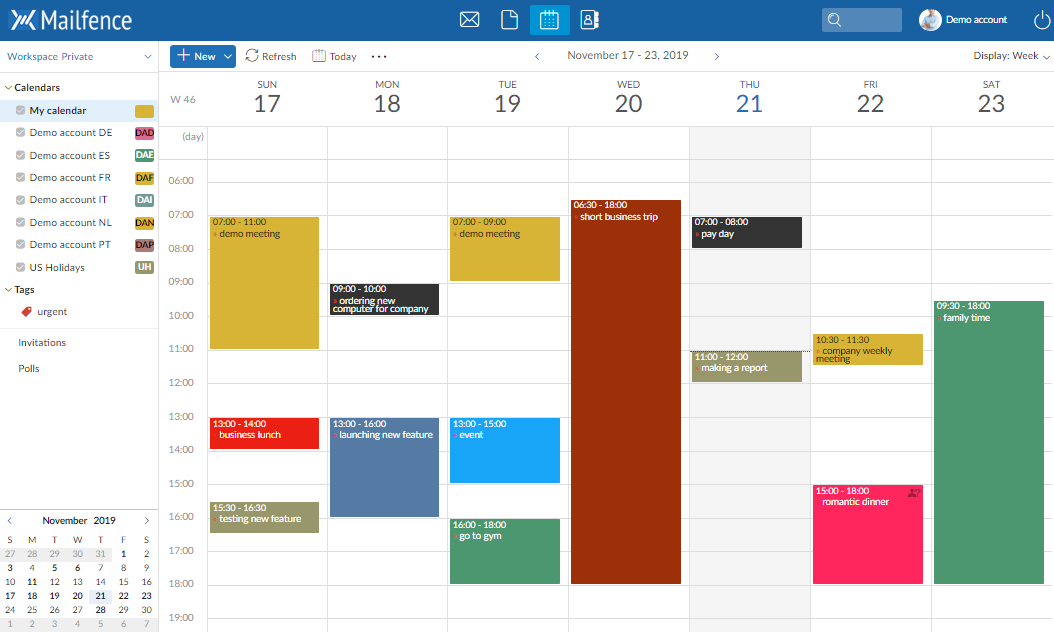 Mailfence
Demo account
Workspace Private
New
Refresh
Today
November 17 - 23, 2019
Display: Week
Calendars
My calendar
Demo account DE DAD
Demo account ES DAE
Demo account FR DAF
Demo account IT DAI
Demo account NL DAN
Demo account PT DAP
US Holidays UH
Tags
urgent
Invitations
Polls
November 2019
S M T W T F S
27 28 29 30 31 1 2
3 4 5 6 7 8 9
10 11 12 13 14 15 16
17 18 19 20 21 22 23
24 25 26 27 28 29 30
1 2 3 4 5 6 7
W 46
SUN MON TUE WED THU FRI SAT
17 18 19 20 21 22 23
(day)
06:00
07:00
08:00
09:00
10:00
11:00
12:00
13:00
14:00
15:00
16:00
17:00
18:00
19:00
07:00 - 11:00
demo meeting
13:00 - 14:00
business lunch
15:30 - 16:30
testing new feature
09:00 - 10:00
ordering new
computer for company
13:00 - 16:00
launching new feature
07:00 - 09:00
demo meeting
13:00 - 15:00
event
16:00 - 18:00
go to gym
06:30 - 18:00
short business trip
07:00 - 08:00
pay day
11:00 - 12:00
making a report
10:30 - 11:30
company weekly
meeting
15:00 - 18:00
romantic dinner
09:30 - 18:00
family time